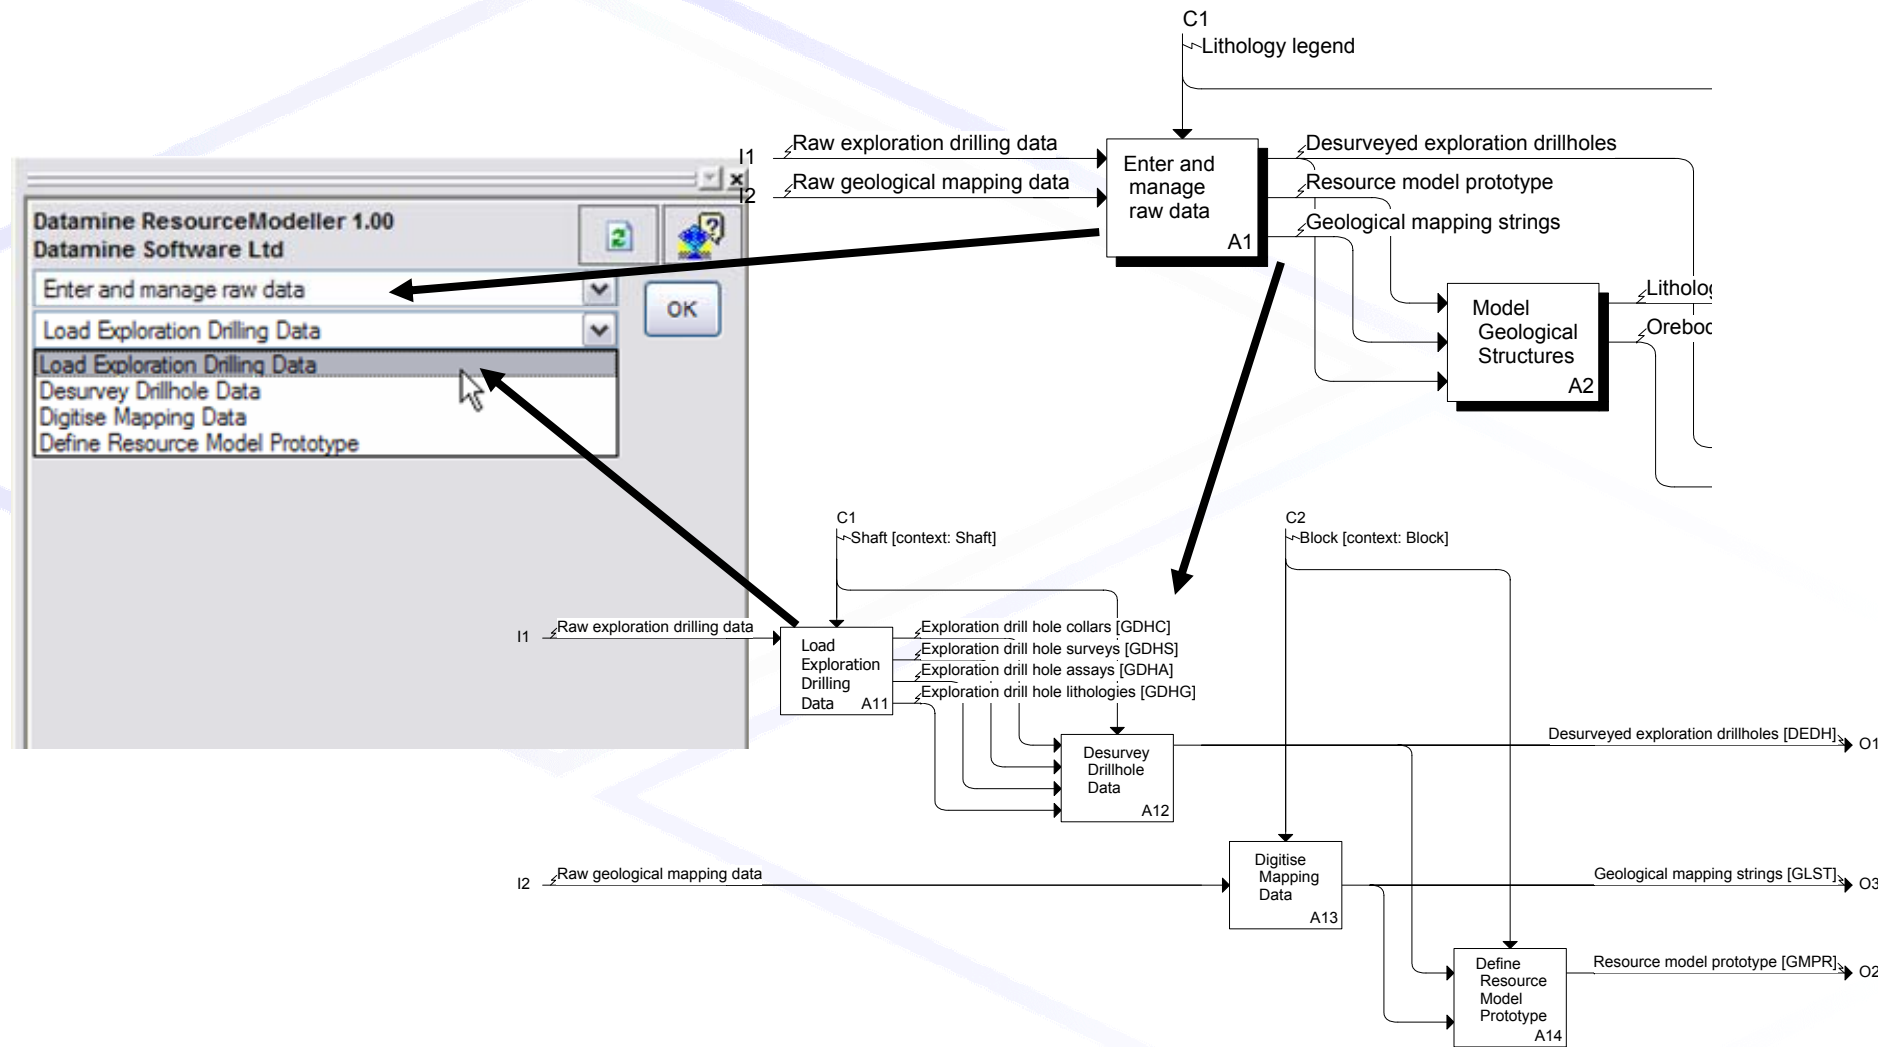 C1
Lithology legend
I1
Raw exploration drilling data
I2
Raw geological mapping data
Enter and
manage
raw data
A1
Desurveyed exploration drillholes
Resource model prototype
Geological mapping strings
Model
Geological
Structures
A2
Litholog
Oreboc
Datamine ResourceModeller 1.00
Datamine Software Ltd
Enter and manage raw data
Load Exploration Drilling Data
OK
Load Exploration Drilling Data
Desurvey Drillhole Data
Digitise Mapping Data
Define Resource Model Prototype
C1
Shaft [context: Shaft]
C2
Block [context: Block]
I1
Raw exploration drilling data
Load
Exploration
Drilling
Data
A11
Exploration drill hole collars [GDHC]
Exploration drill hole surveys [GDHS]
Exploration drill hole assays [GDHA]
Exploration drill hole lithologies [GDHG]
Desurvey
Drillhole
Data
A12
Desurveyed exploration drillholes [DEDH]
O1
I2
Raw geological mapping data
Digitise
Mapping
Data
A13
Geological mapping strings [GLST]
O3
Define
Resource
Model
Prototype
A14
Resource model prototype [GMPR]
O2